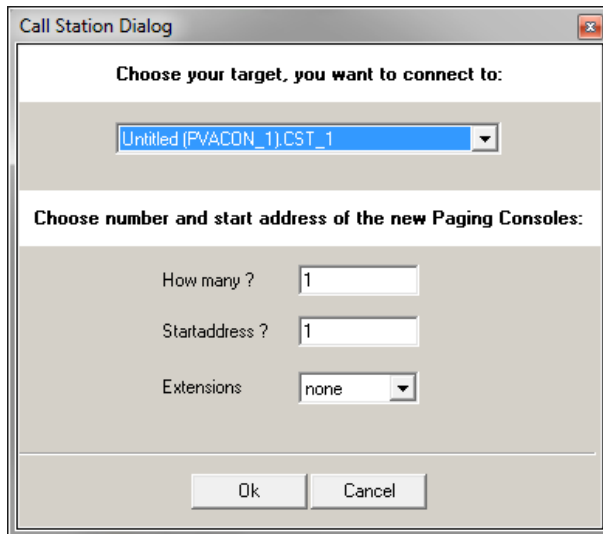 Call Station Dialog
Choose your target, you want to connect to:
Untitled (PVACON_1).CST_1
Choose number and start address of the new Paging Consoles:
How many ? 1
Startaddress ? 1
Extensions none
Ok Cancel